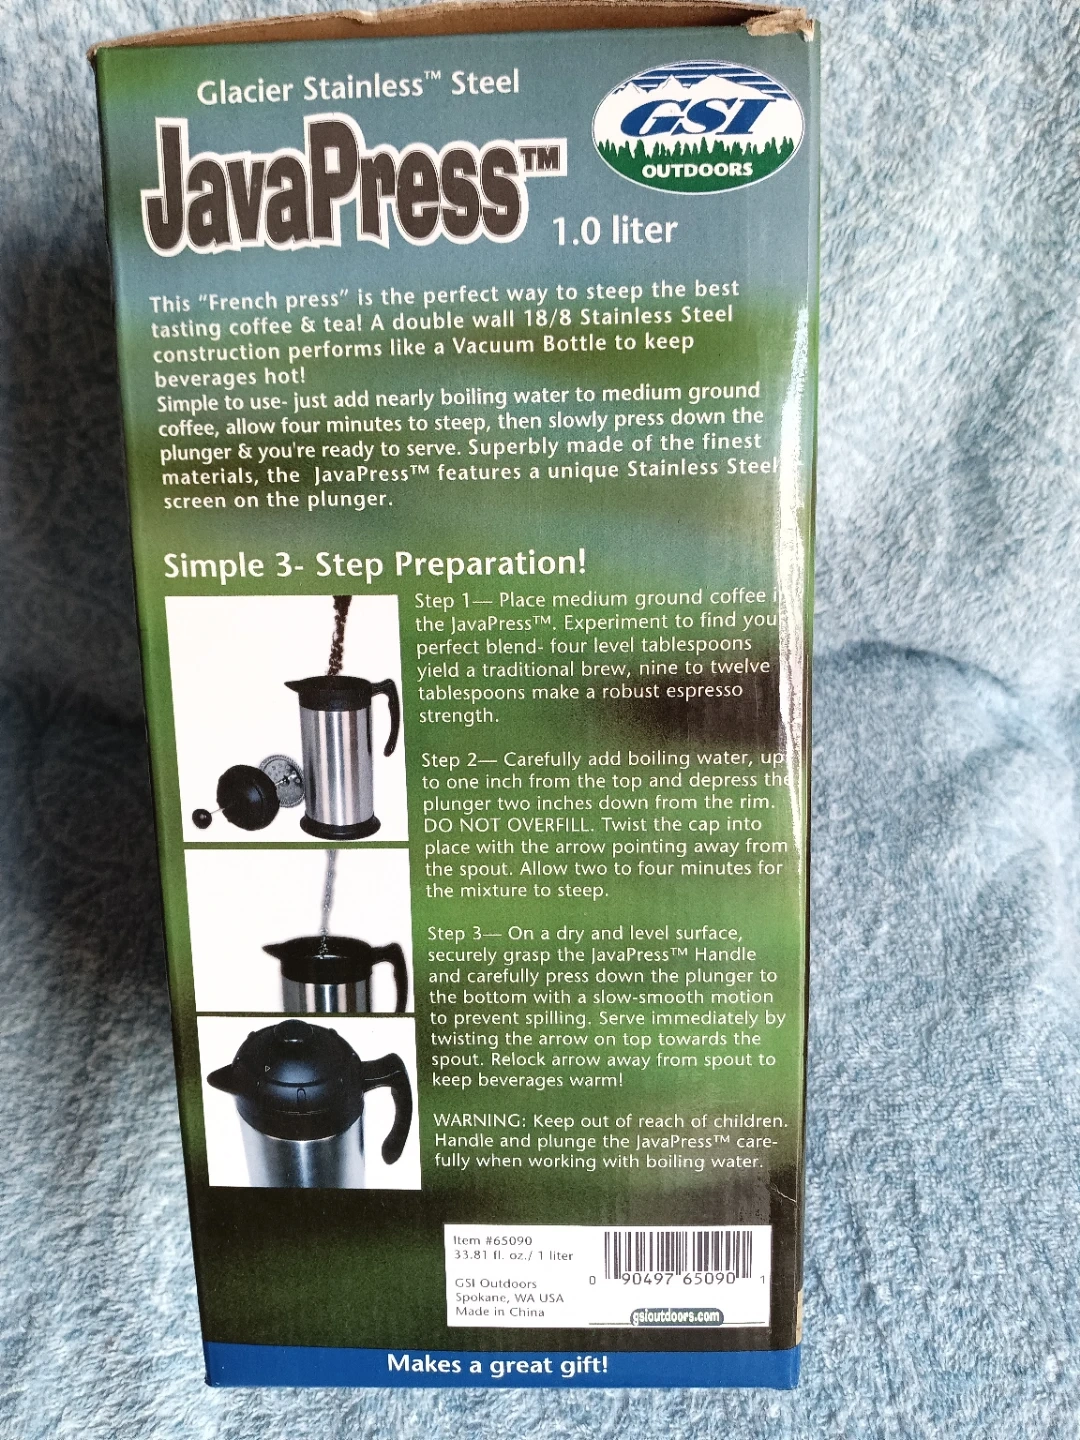 Glacier Stainless™ Steel
JavaPress™
GSI
OUTDOORS
1.0 liter
This "French press" is the perfect way to steep the best
tasting coffee & tea! A double wall 18/8 Stainless Steel
construction performs like a Vacuum Bottle to keep
beverages hot!
Simple to use- just add nearly boiling water to medium ground
coffee, allow four minutes to steep, then slowly press down the
plunger & you're ready to serve. Superbly made of the finest
materials, the JavaPress™ features a unique Stainless Steel
screen on the plunger.
Simple 3- Step Preparation!
Step 1— Place medium ground coffee
the JavaPress™. Experiment to find you
perfect blend- four level tablespoons
yield a traditional brew, nine to twelve
tablespoons make a robust espresso
strength.
Step 2— Carefully add boiling water, up
to one inch from the top and depress the
plunger two inches down from the rim.
DO NOT OVERFILL. Twist the cap into
place with the arrow pointing away from
the spout. Allow two to four minutes for
the mixture to steep.
Step 3— On a dry and level surface,
securely grasp the JavaPress™ Handle
and carefully press down the plunger to
the bottom with a slow-smooth motion
to prevent spilling. Serve immediately by
twisting the arrow on top towards the
spout. Relock arrow away from spout to
keep beverages warm!
WARNING: Keep out of reach of children.
Handle and plunge the JavaPress™ care-
fully when working with boiling water.
Item #65090
33.81 fl. oz./ 1 liter
GSI Outdoors
Spokane, WA USA
Made in China
0 90497 65090 1
gsioutdoors.com
Makes a great gift!